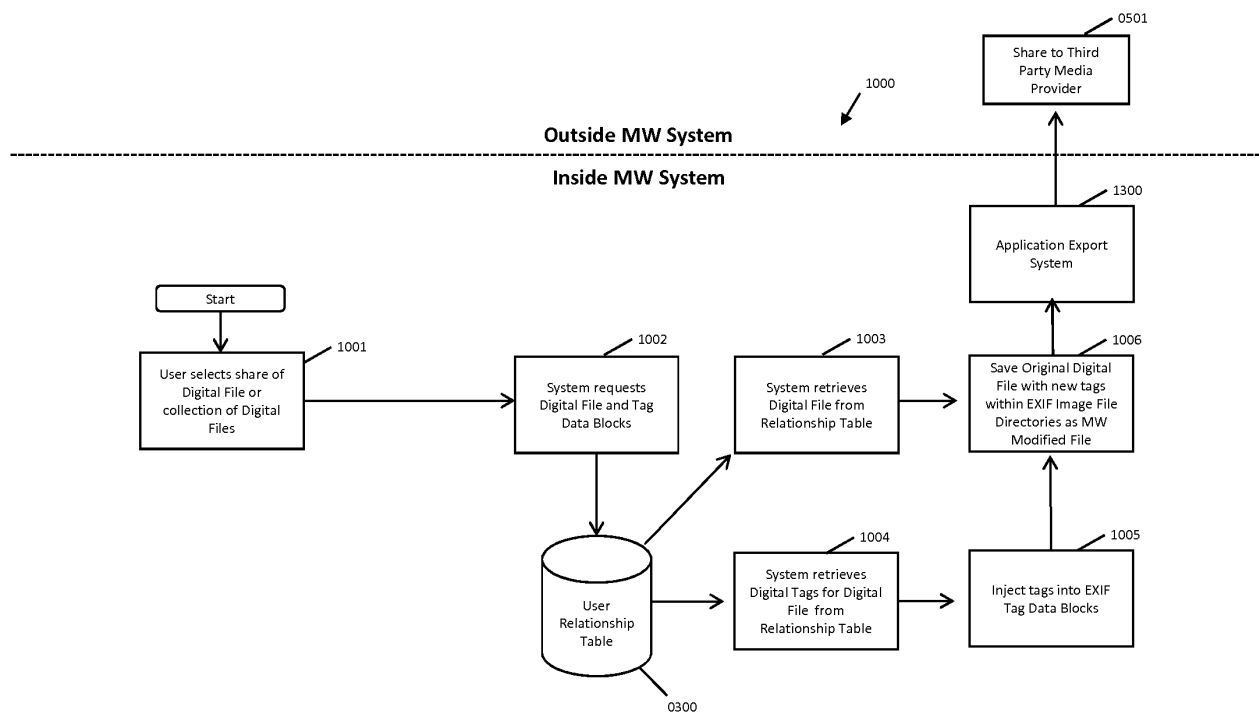 0501
Share to Third
Party Media
Provider
1000
Outside MW System
Inside MW System
1300
Application Export
System
Start
1001
User selects share of
Digital File or
collection of Digital
Files
1002
System requests
Digital File and Tag
Data Blocks
1003
System retrieves
Digital File from
Relationship Table
1006
Save Original Digital
File with new tags
within EXIF Image File
Directories as MW
Modified File
User
Relationship
Table
0300
1004
System retrieves
Digital Tags for Digital
File from
Relationship Table
1005
Inject tags into EXIF
Tag Data Blocks